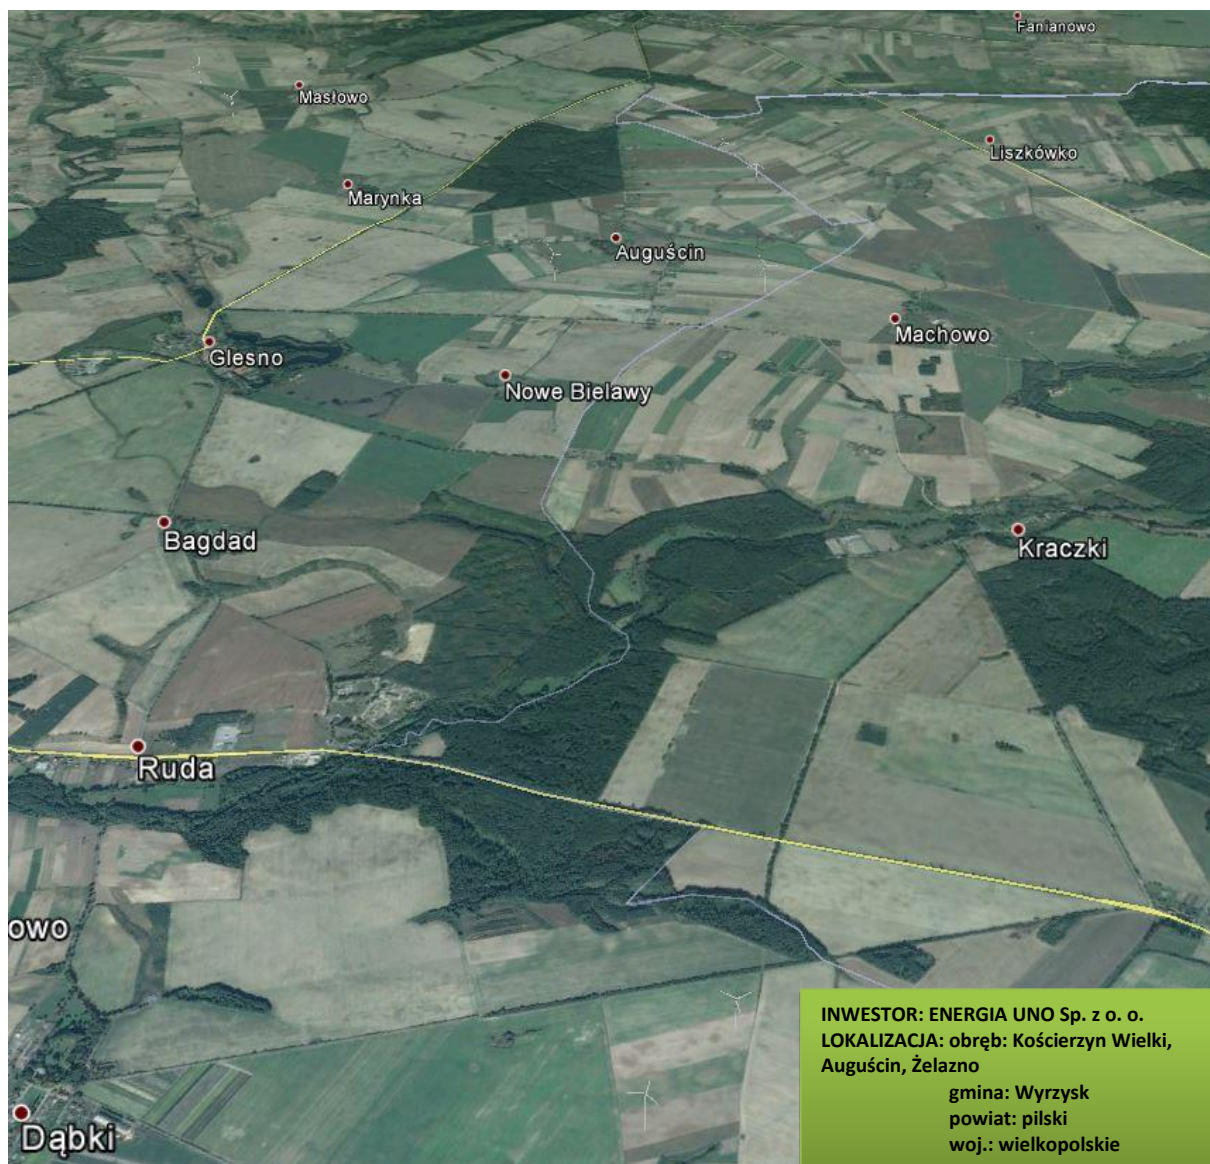 Fanianowo
Masłowo
Liszkówko
Marynka
Auguścin
Machowo
Glesno
Nowe Bielawy
Bagdad
Kraczki
Ruda
owo
Dąbki
INWESTOR: ENERGIA UNO Sp. z o. o.
LOKALIZACJA: obręb: Kościerzyn Wielki,
Auguścin, Żelazno
gmina: Wyrzysk
powiat: pilski
woj.: wielkopolskie